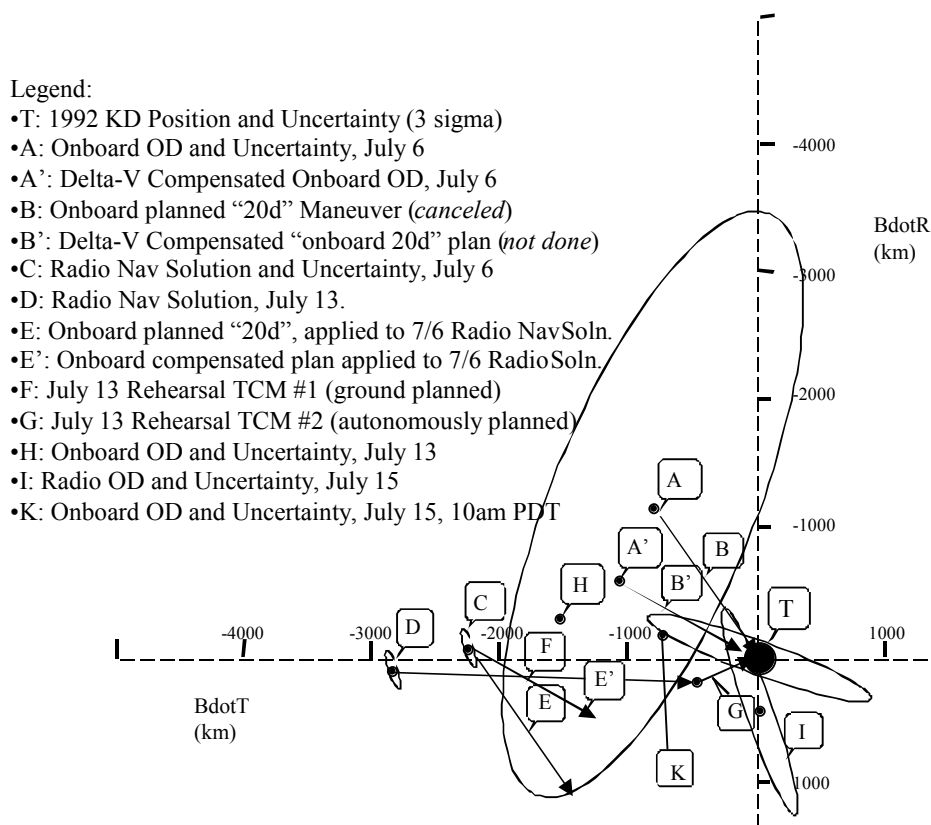 Legend:
•T: 1992 KD Position and Uncertainty (3 sigma)
•A: Onboard OD and Uncertainty, July 6
•A’: Delta-V Compensated Onboard OD, July 6
•B: Onboard planned “20d” Maneuver (canceled)
•B’: Delta-V Compensated “onboard 20d” plan (not done)
•C: Radio Nav Solution and Uncertainty, July 6
•D: Radio Nav Solution, July 13.
•E: Onboard planned “20d”, applied to 7/6 Radio NavSoln.
•E’: Onboard compensated plan applied to 7/6 RadioSoln.
•F: July 13 Rehearsal TCM #1 (ground planned)
•G: July 13 Rehearsal TCM #2 (autonomously planned)
•H: Onboard OD and Uncertainty, July 13
•I: Radio OD and Uncertainty, July 15
•K: Onboard OD and Uncertainty, July 15, 10am PDT
-4000
BdotR
(km)
-3000
-2000
A
-1000
A’
B
B’
H
T
C
D
-4000
-3000
-2000
-1000
1000
F
E’
E
G
BdotT
(km)
I
K
1000